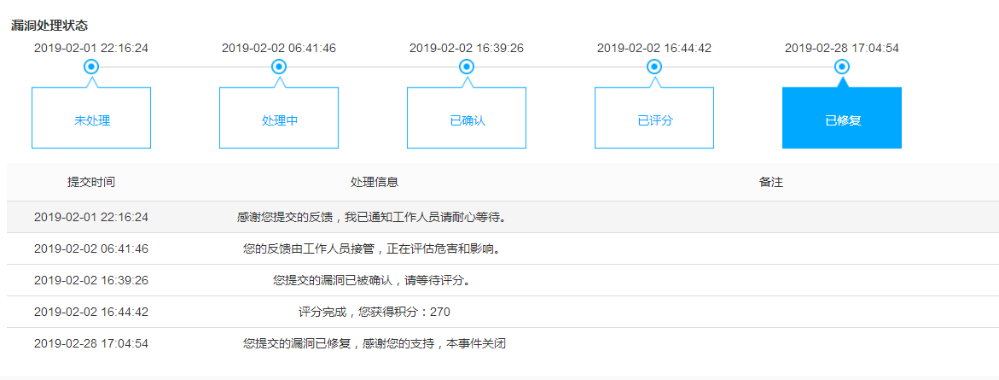 漏洞处理状态
2019-02-01 22:16:24 2019-02-02 06:41:46 2019-02-02 16:39:26 2019-02-02 16:44:42 2019-02-28 17:04:54
未处理 处理中 已确认 已评分 已修复
提交时间 处理信息 备注
2019-02-01 22:16:24 感谢您提交的反馈，我已通知工作人员请耐心等待。
2019-02-02 06:41:46 您的反馈由工作人员接管，正在评估危害和影响。
2019-02-02 16:39:26 您提交的漏洞已被确认，请等待评分。
2019-02-02 16:44:42 评分完成，您获得积分：270
2019-02-28 17:04:54 您提交的漏洞已修复，感谢您的支持，本事件关闭